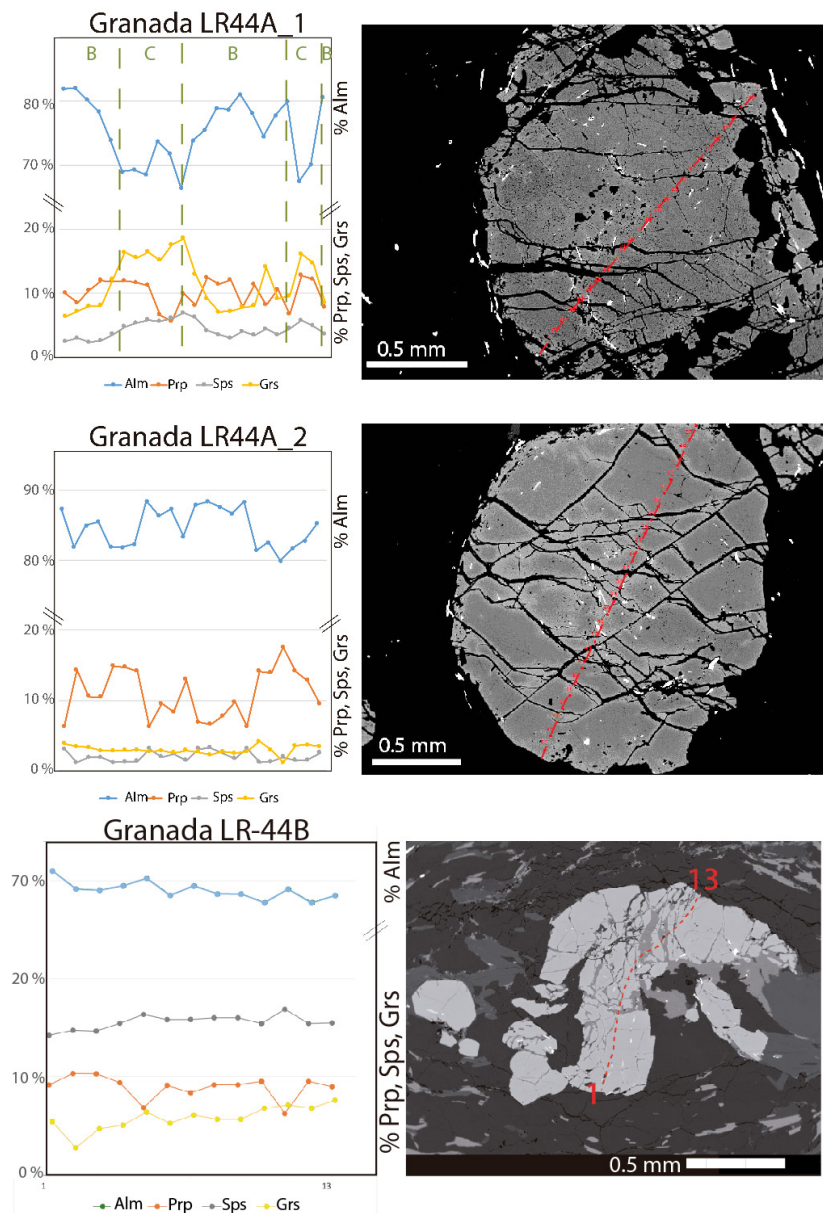 Granada LR44A_1
B C B C B
80 %
70 %
20 %
10 %
0 %
% Alm
% Prp, Sps, Grs
Alm Prp Sps Grs
0.5 mm
Granada LR44A_2
90 %
80 %
20 %
10 %
0 %
% Alm
% Prp, Sps, Grs
Alm Prp Sps Grs
0.5 mm
Granada LR-44B
70 %
20 %
10 %
0 %
1 13
% Alm
% Prp, Sps, Grs
Alm Prp Sps Grs
13
1
0.5 mm